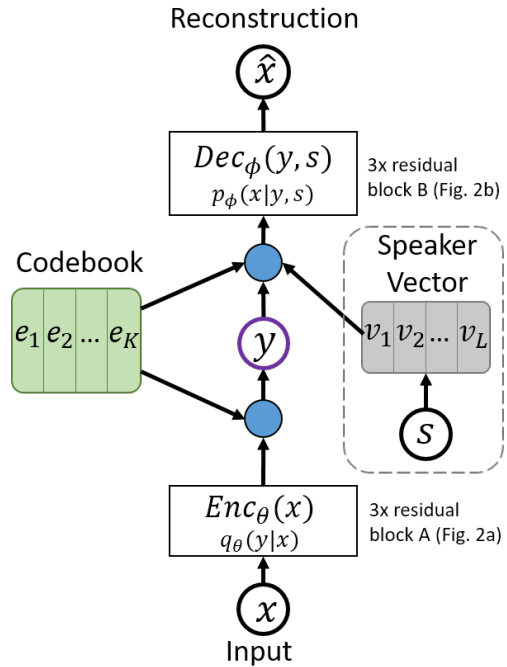 Reconstruction
x̂
Dec_ϕ(y, s)
p_ϕ(x|y, s)
3x residual
block B (Fig. 2b)
Codebook
e_1 e_2 ... e_K
Speaker
Vector
v_1 v_2 ... v_L
y
s
Enc_θ(x)
q_θ(y|x)
3x residual
block A (Fig. 2a)
x
Input